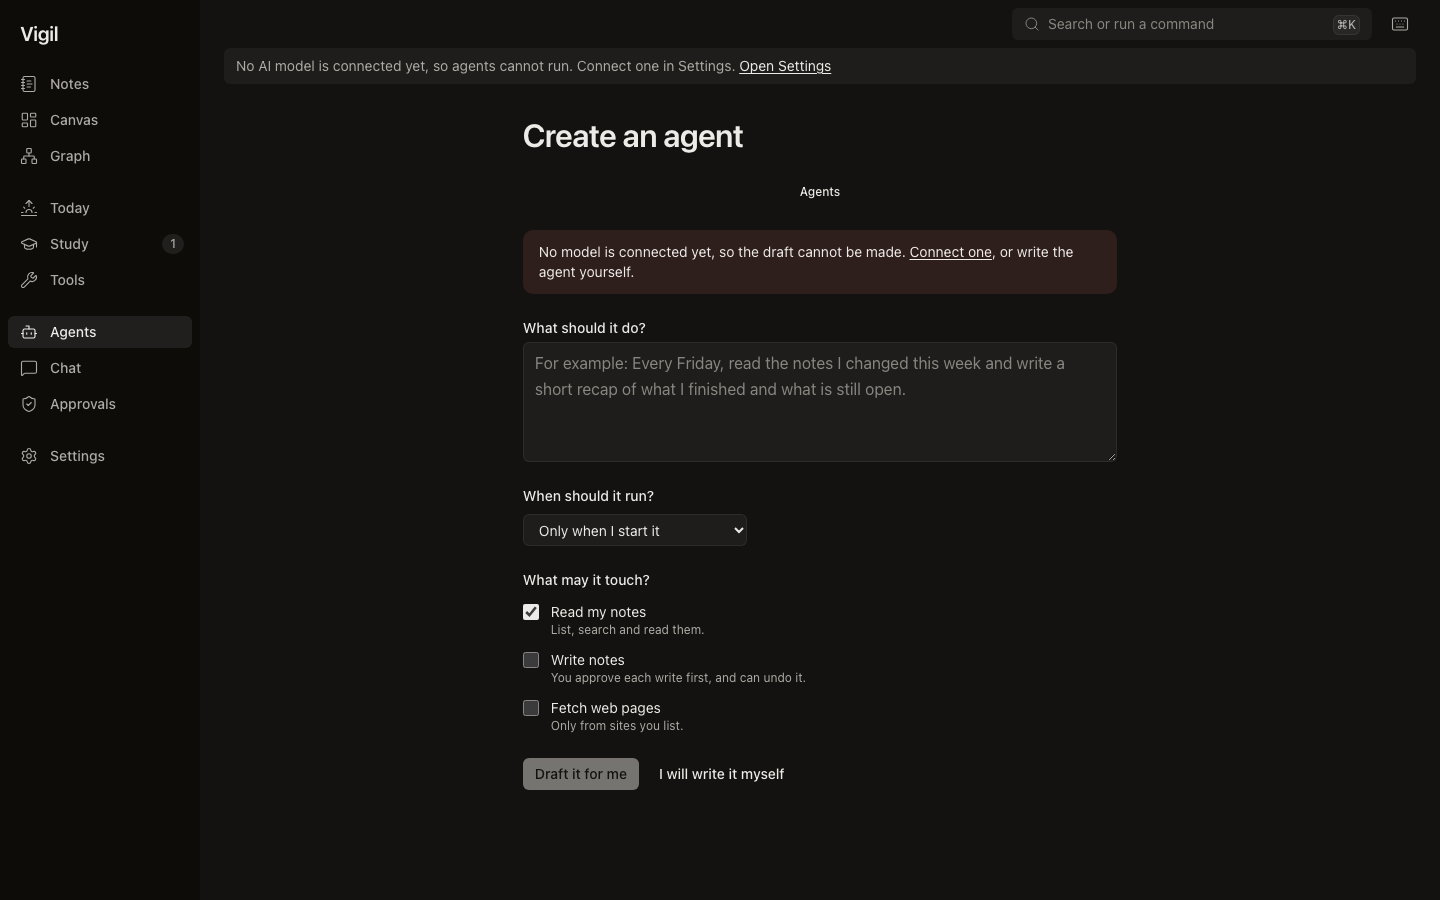 Vigil
Search or run a command
⌘K
Notes
Canvas
Graph
Today
Study
1
Tools
Agents
Chat
Approvals
Settings
No AI model is connected yet, so agents cannot run. Connect one in Settings. Open Settings
Create an agent
Agents
No model is connected yet, so the draft cannot be made. Connect one, or write the
agent yourself.
What should it do?
For example: Every Friday, read the notes I changed this week and write a
short recap of what I finished and what is still open.
When should it run?
Only when I start it
What may it touch?
Read my notes
List, search and read them.
Write notes
You approve each write first, and can undo it.
Fetch web pages
Only from sites you list.
Draft it for me
I will write it myself